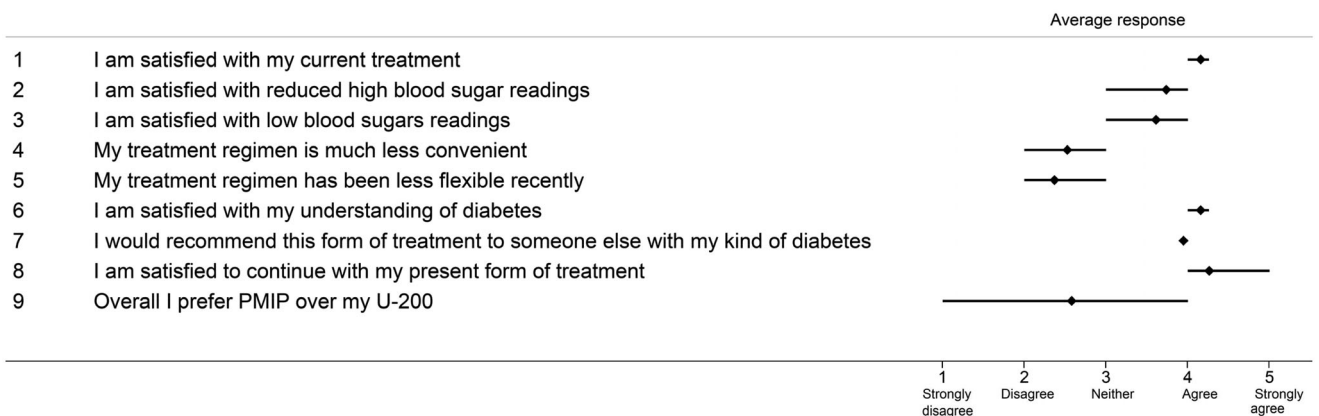 Average response
1 I am satisfied with my current treatment
2 I am satisfied with reduced high blood sugar readings
3 I am satisfied with low blood sugars readings
4 My treatment regimen is much less convenient
5 My treatment regimen has been less flexible recently
6 I am satisfied with my understanding of diabetes
7 I would recommend this form of treatment to someone else with my kind of diabetes
8 I am satisfied to continue with my present form of treatment
9 Overall I prefer PMIP over my U-200
1 2 3 4 5
Strongly Disagree Neither Agree Strongly
disagree agree